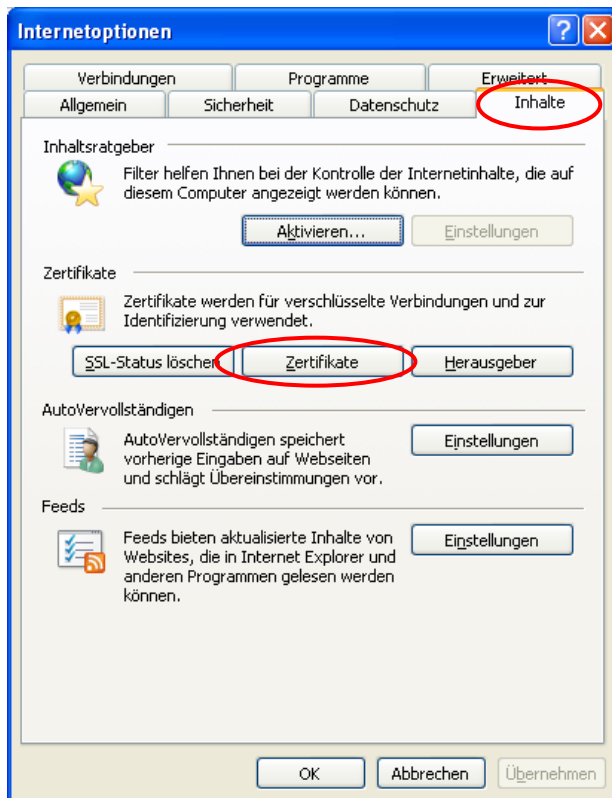 Internetoptionen
Verbindungen Programme Erweitert
Allgemein Sicherheit Datenschutz Inhalte
Inhaltsratgeber
Filter helfen Ihnen bei der Kontrolle der Internetinhalte, die auf
diesem Computer angezeigt werden können.
Aktivieren... Einstellungen
Zertifikate
Zertifikate werden für verschlüsselte Verbindungen und zur
Identifizierung verwendet.
SSL-Status löschen Zertifikate Herausgeber
AutoVervollständigen
AutoVervollständigen speichert
vorherige Eingaben auf Webseiten
und schlägt Übereinstimmungen vor.
Einstellungen
Feeds
Feeds bieten aktualisierte Inhalte von
Websites, die in Internet Explorer und
anderen Programmen gelesen werden
können.
Einstellungen
OK Abbrechen Übernehmen